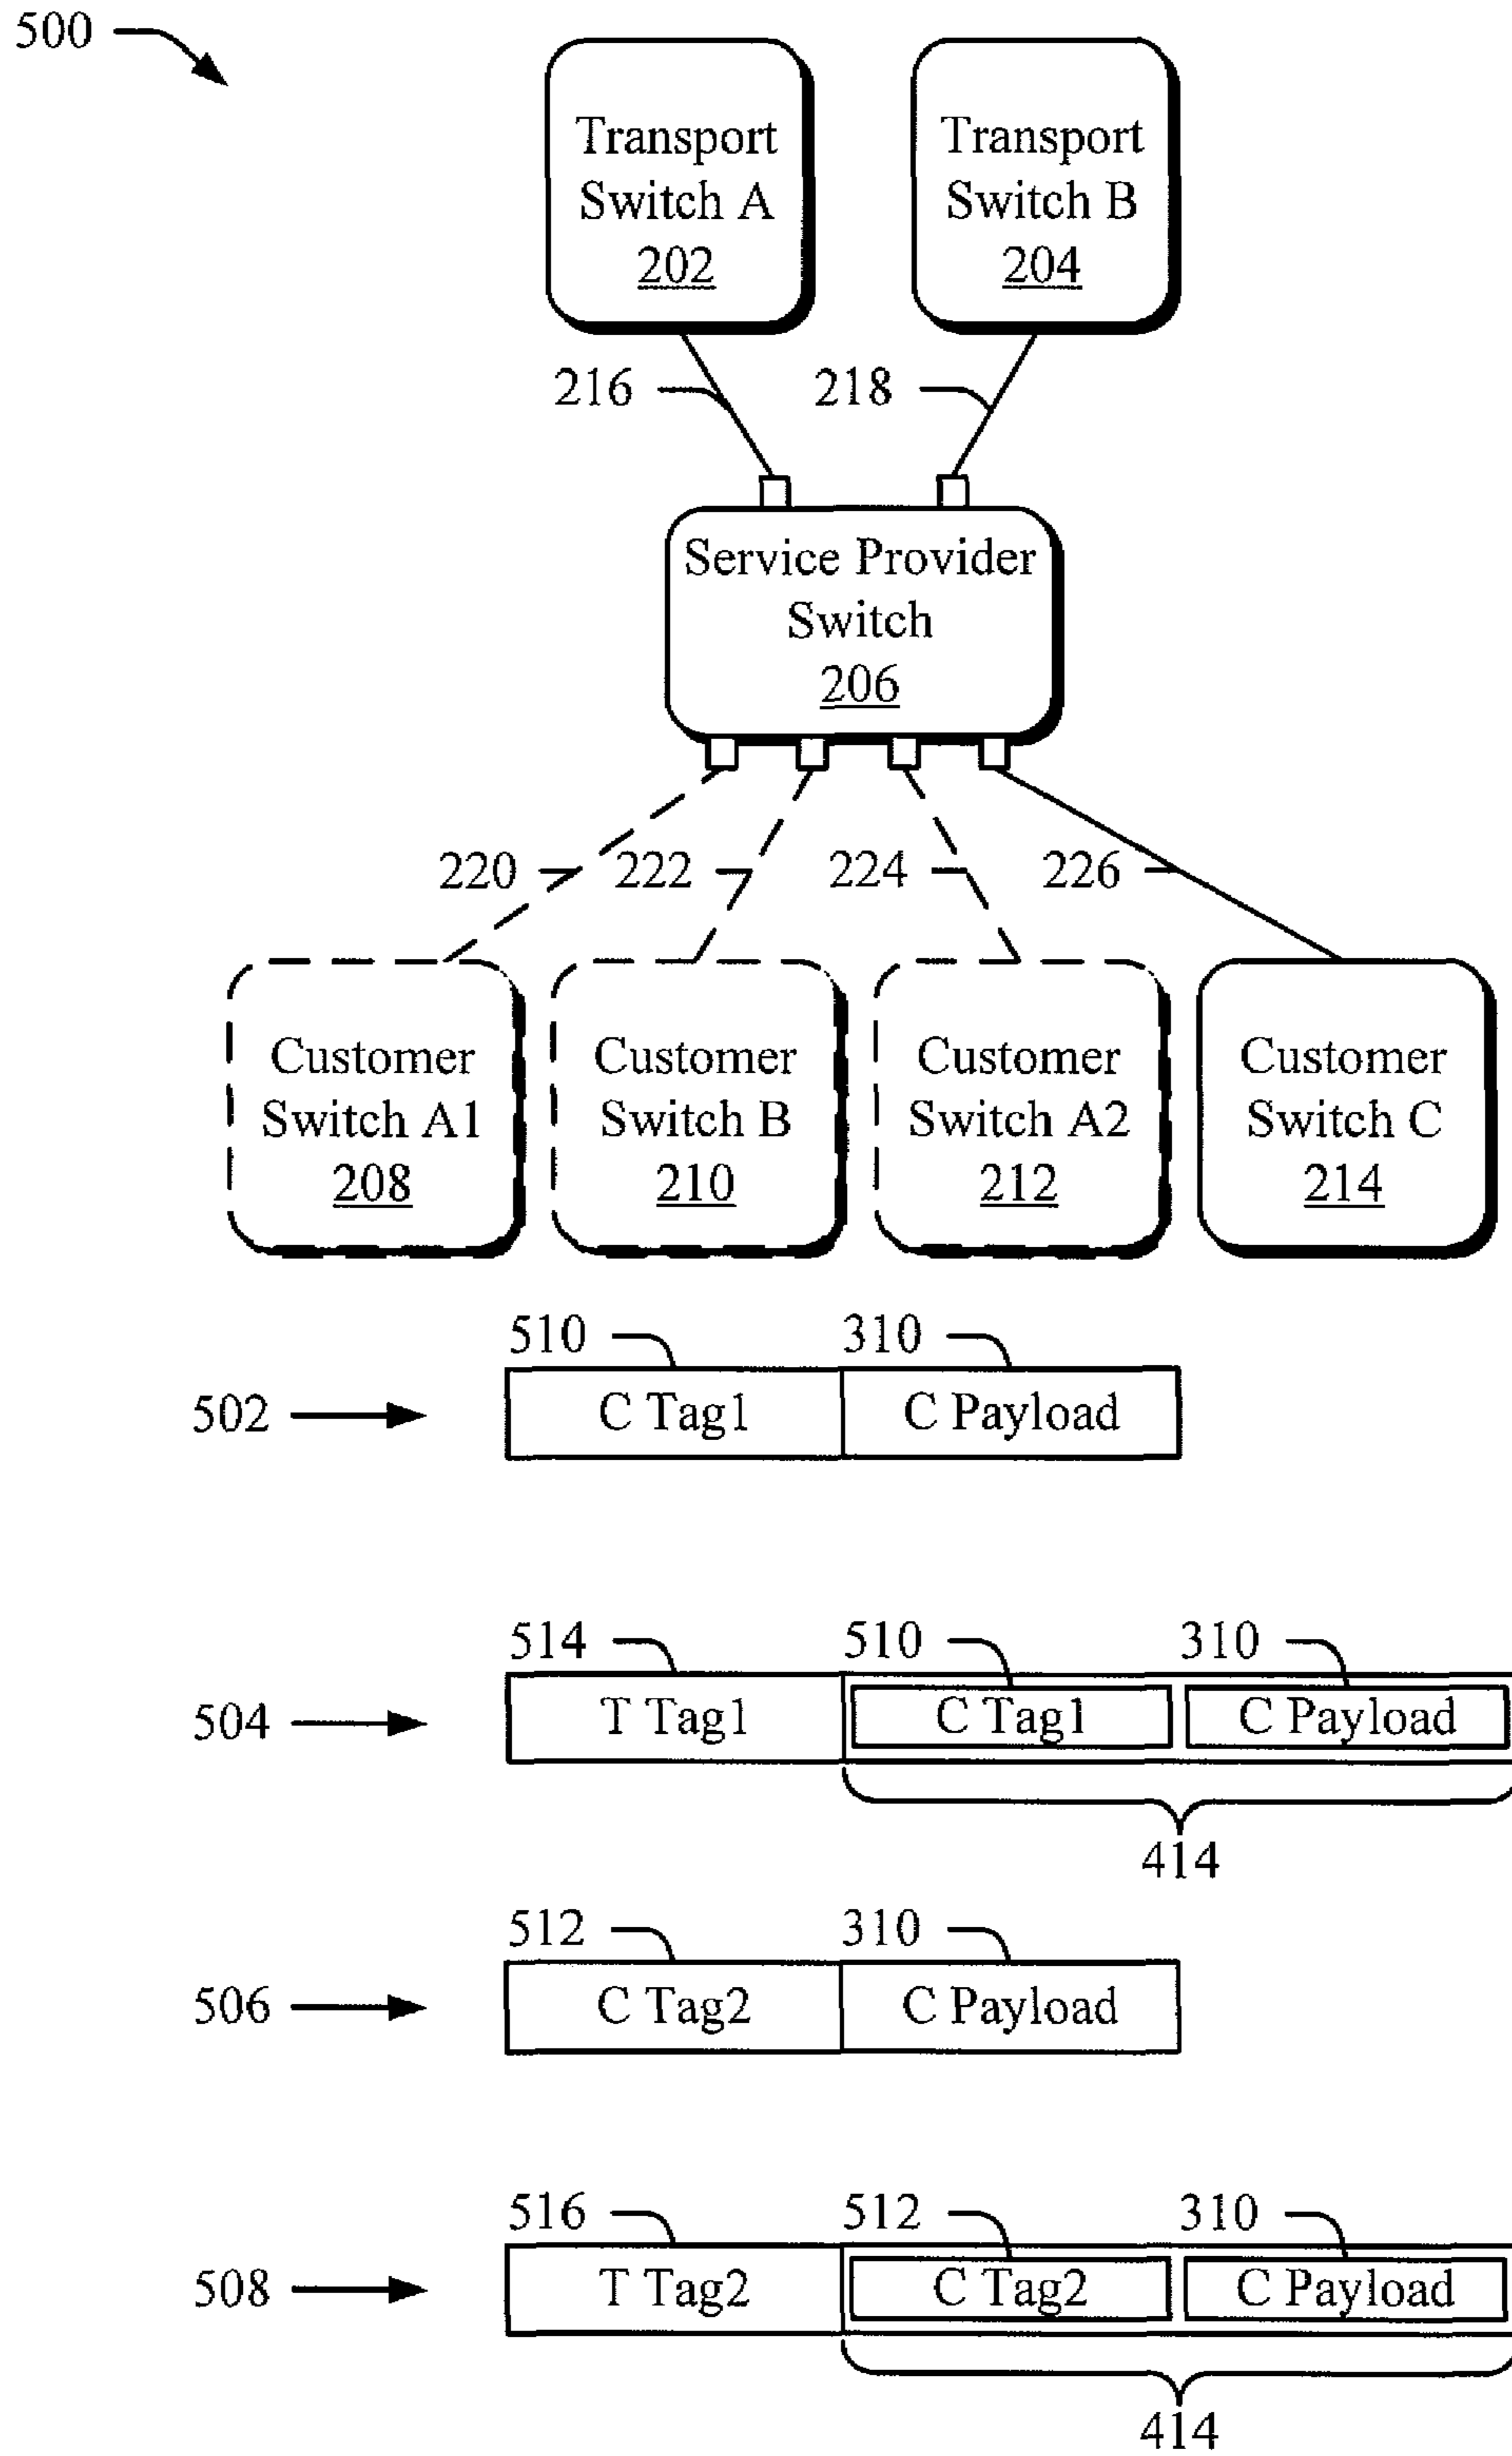 500
Transport
Switch A
202
Transport
Switch B
204
216
218
Service Provider
Switch
206
220
222
224
226
Customer
Switch A1
208
Customer
Switch B
210
Customer
Switch A2
212
Customer
Switch C
214
510
310
502
C Tag1
C Payload
514
510
310
504
T Tag1
C Tag1
C Payload
414
512
310
506
C Tag2
C Payload
516
512
310
508
T Tag2
C Tag2
C Payload
414